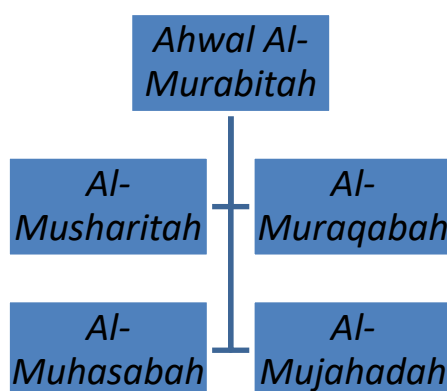 Ahwal Al-
Murabitah
Al-
Musharitah
Al-
Muraqabah
Al-
Muhasabah
Al-
Mujahadah